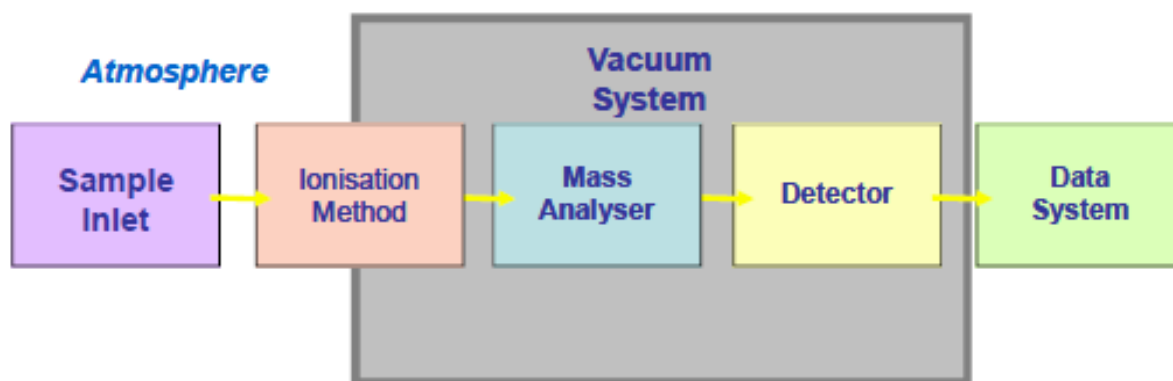 Atmosphere
Vacuum
System
Sample
Inlet
Ionisation
Method
Mass
Analyser
Detector
Data
System